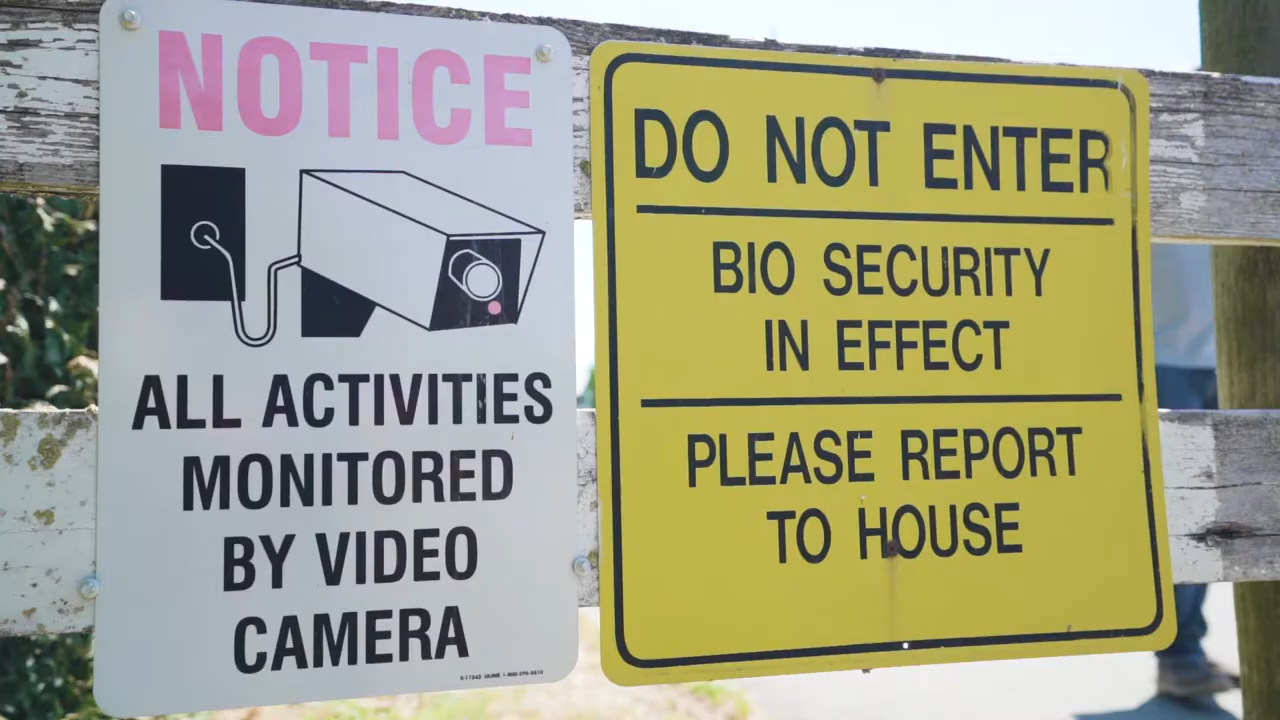 NOTICE
ALL ACTIVITIES
MONITORED
BY VIDEO
CAMERA
DO NOT ENTER
BIO SECURITY
IN EFFECT
PLEASE REPORT
TO HOUSE